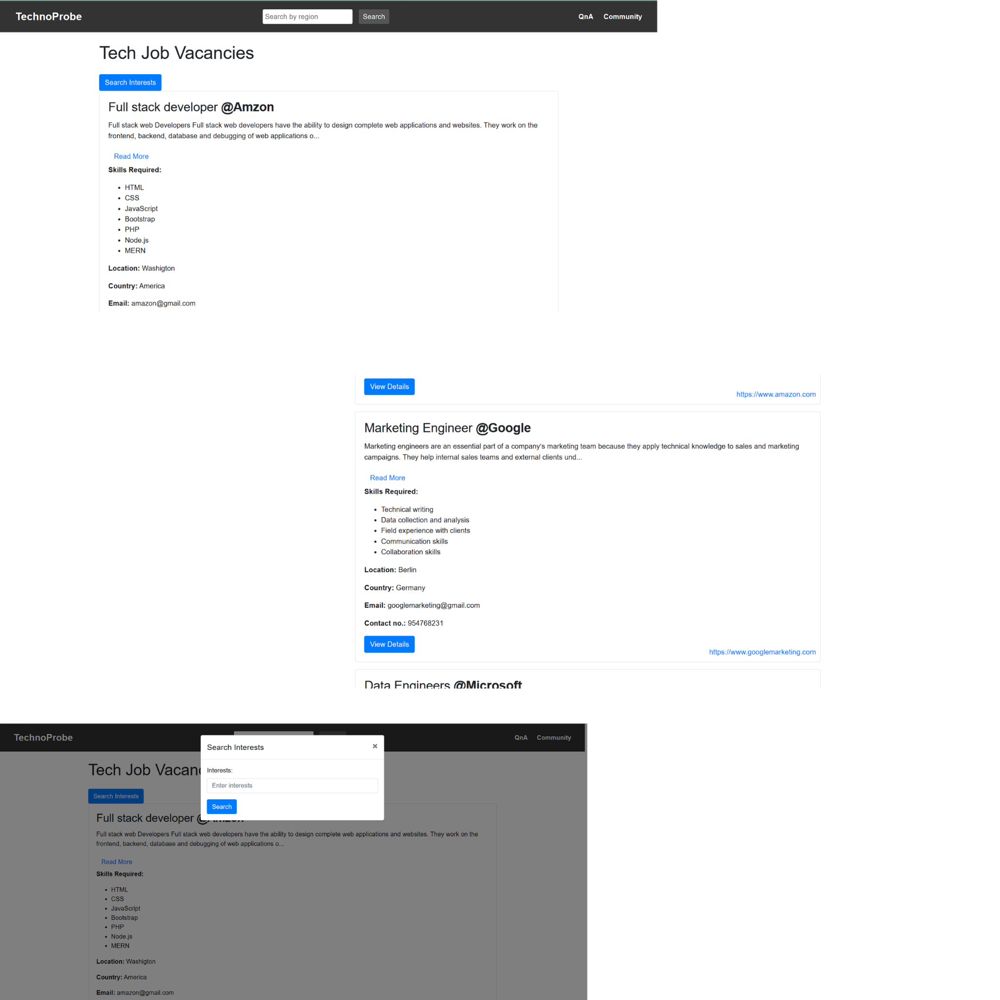 TechnoProbe
Search by region
Search
QnA
Community
Tech Job Vacancies
Search Interests
Full stack developer @Amzon
Full stack web Developers Full stack web developers have the ability to design complete web applications and websites. They work on the
frontend, backend, database and debugging of web applications o...
Read More
Skills Required:
• HTML
• CSS
• JavaScript
• Bootstrap
• PHP
• Node.js
• MERN
Location: Washigton
Country: America
Email: amazon@gmail.com
View Details
https://www.amazon.com
Marketing Engineer @Google
Marketing engineers are an essential part of a company's marketing team because they apply technical knowledge to sales and marketing
campaigns. They help internal sales teams and external clients und...
Read More
Skills Required:
• Technical writing
• Data collection and analysis
• Field experience with clients
• Communication skills
• Collaboration skills
Location: Berlin
Country: Germany
Email: googlemarketing@gmail.com
Contact no.: 954768231
View Details
https://www.googlemarketing.com
Data Engineers @Microsoft
TechnoProbe
QnA
Community
Search Interests
×
Interests:
Enter interests
Search
Tech Job Vacan
Search Interests
Full stack developer
Full stack web Developers Full stack web developers have the ability to design complete web applications and websites. They work on the
frontend, backend, database and debugging of web applications o...
Read More
Skills Required:
• HTML
• CSS
• JavaScript
• Bootstrap
• PHP
• Node.js
• MERN
Location: Washigton
Country: America
Email: amazon@gmail.com